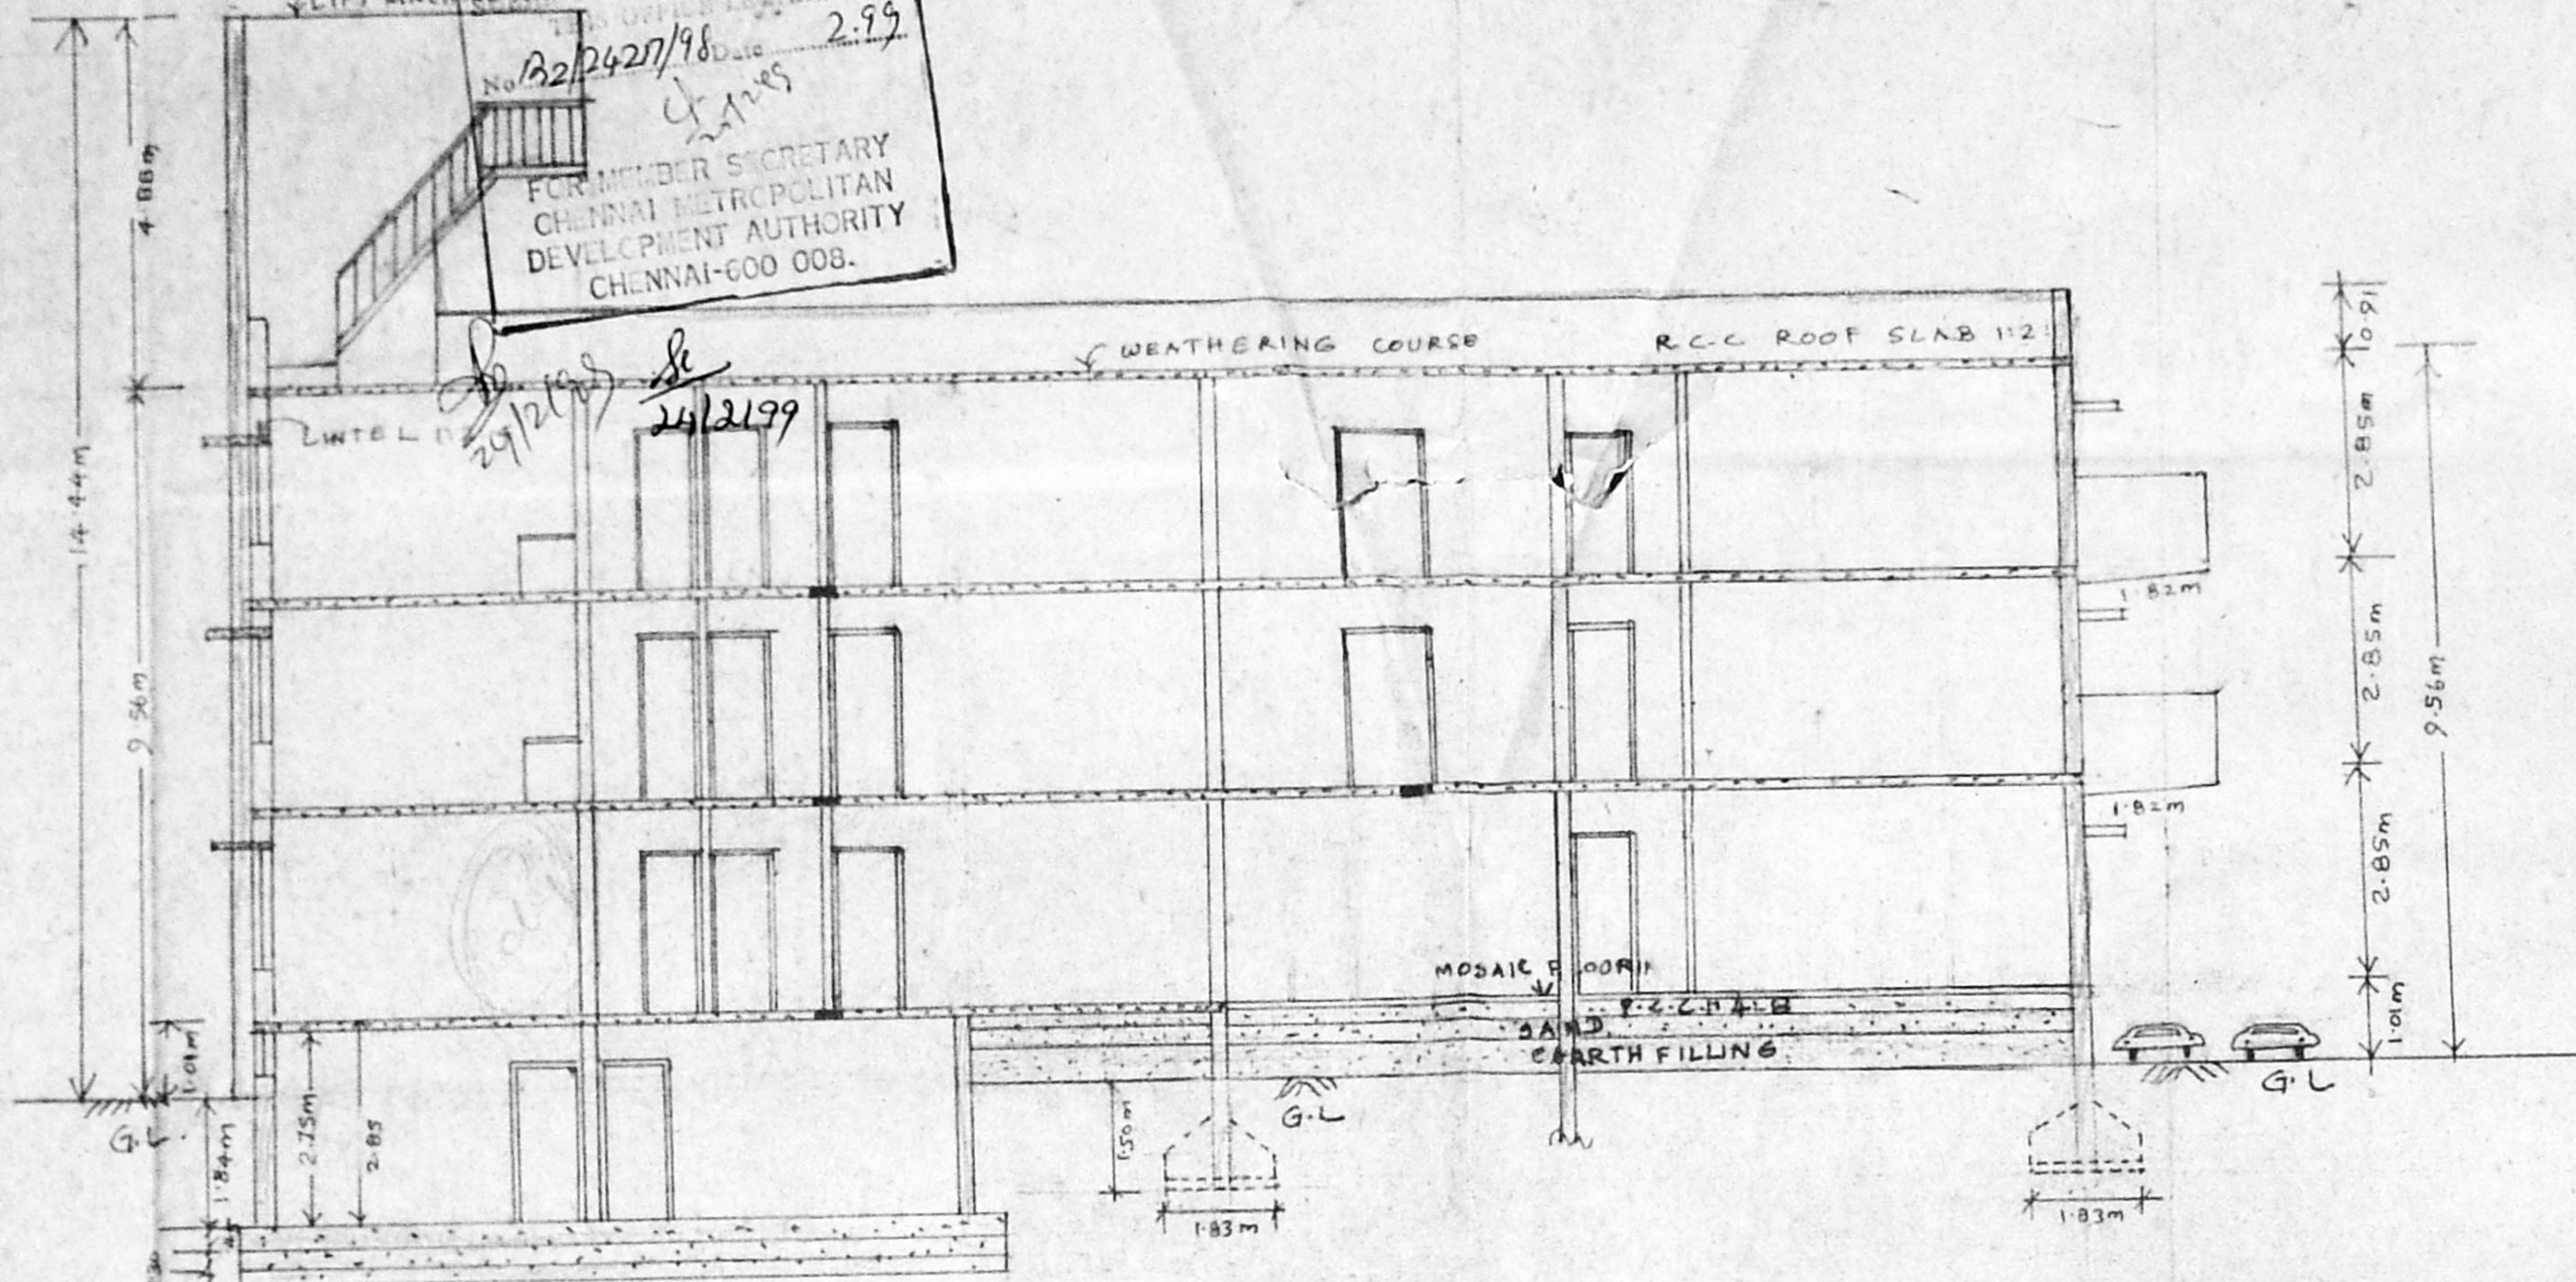 No B2/2427/98 Date 2.99
FOR MEMBER SECRETARY
CHENNAI METROPOLITAN
DEVELOPMENT AUTHORITY
CHENNAI-600 008.
24/2/99
WEATHERING COURSE
R.C.C ROOF SLAB 1:2:
LINTEL
4.88m
14.44m
9.56m
1.01m
G.L.
1.84m
2.75m
2.85
MOSAIC FLOORIN
SAND
EARTH FILLING
G.L
1.50m
1.83m
1.83m
0.91
2.85m
1.82m
2.85m
1.82m
2.85m
1.01m
9.56m
G.L